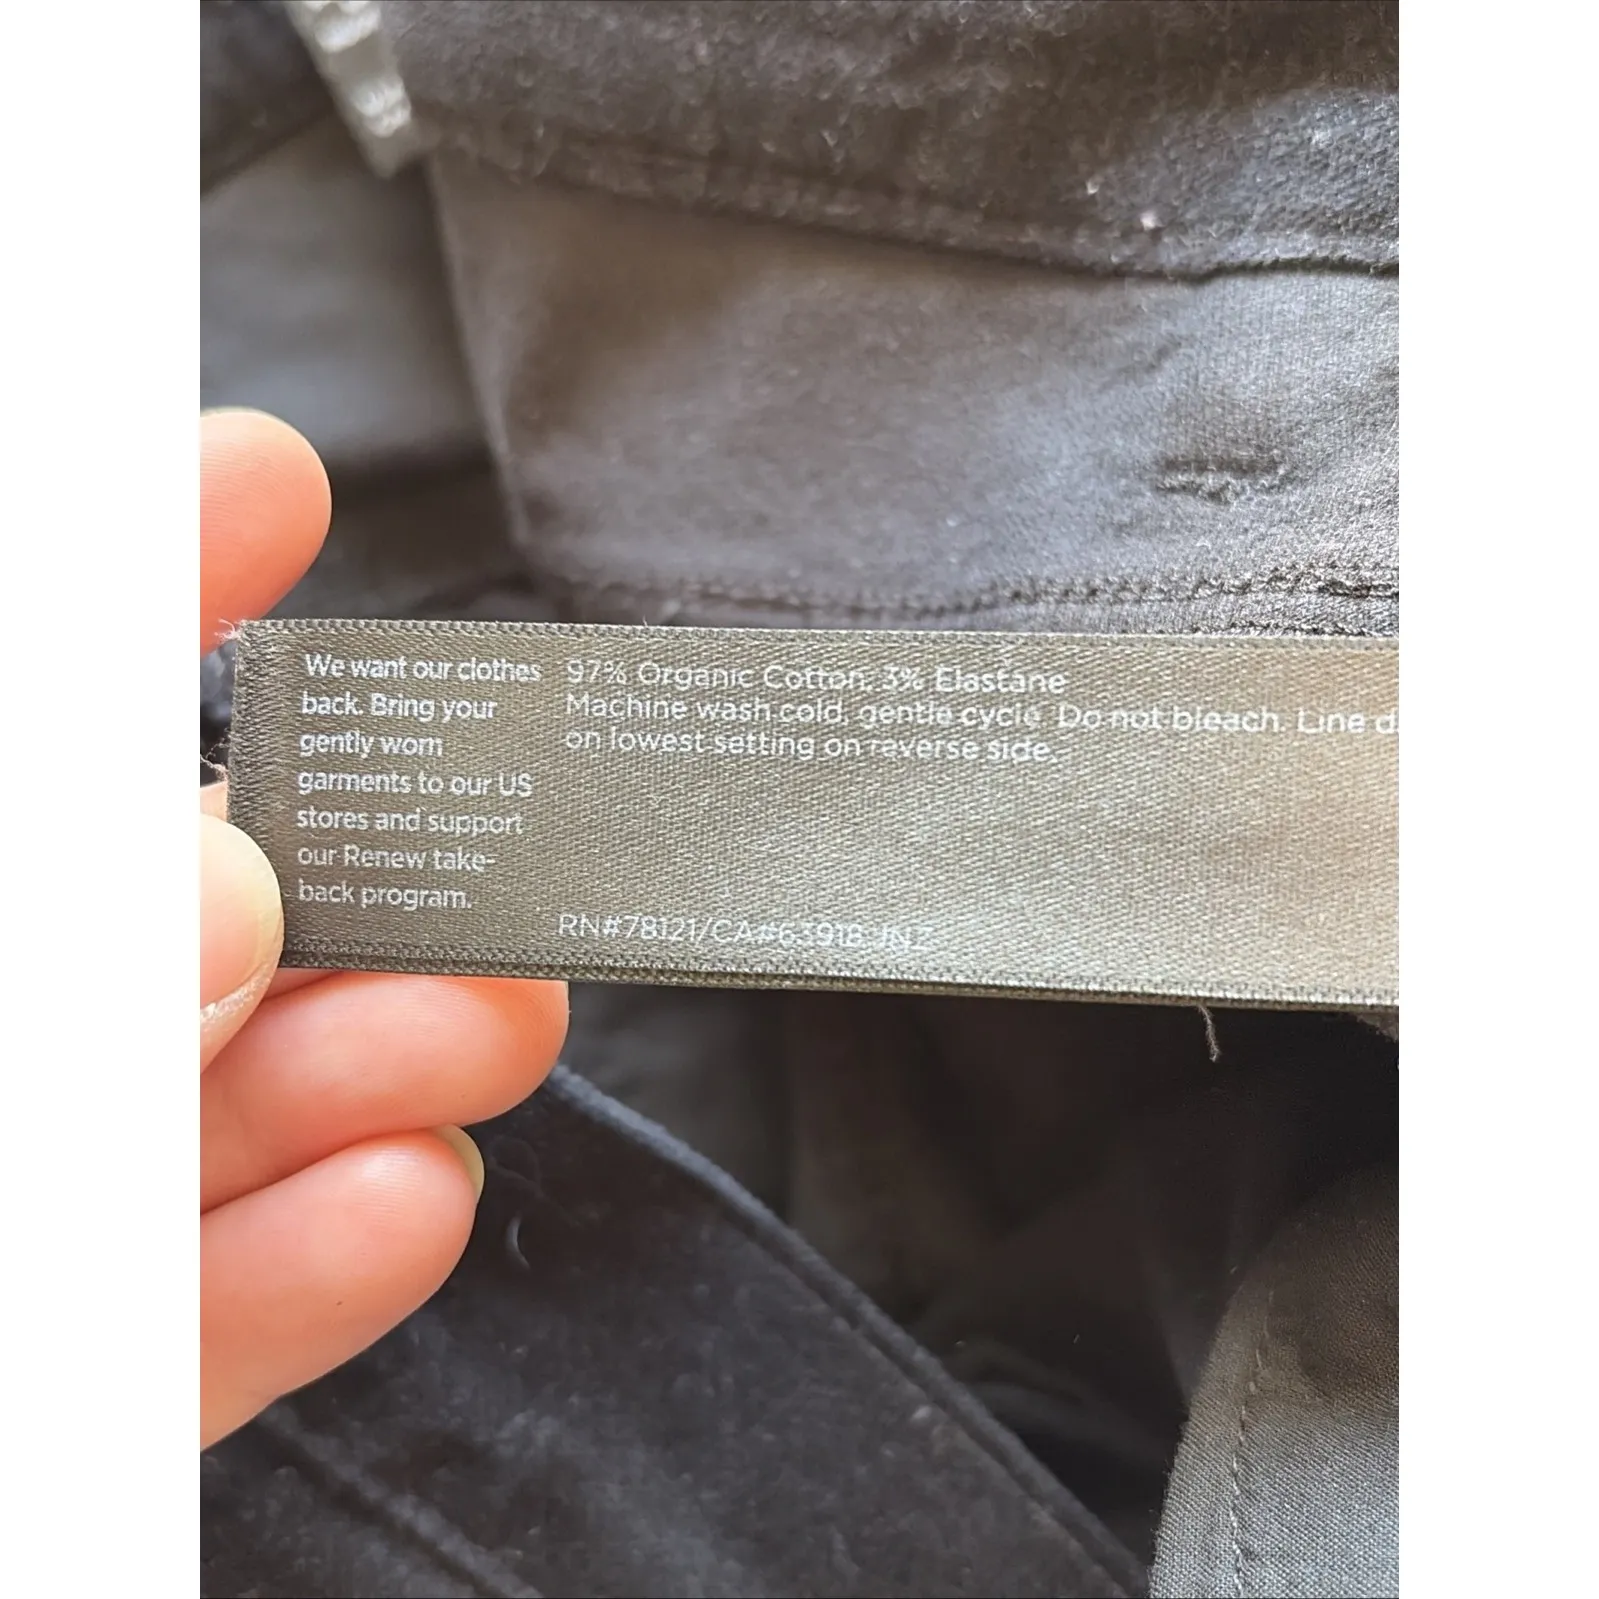 We want our clothes
back. Bring your
gently worn
garments to our US
stores and support
our Renew take-
back program.
97% Organic Cotton, 3% Elastane
Machine wash cold, gentle cycle. Do not bleach. Line d
on lowest setting on reverse side.
RN#78121/CA#63918 JNZ